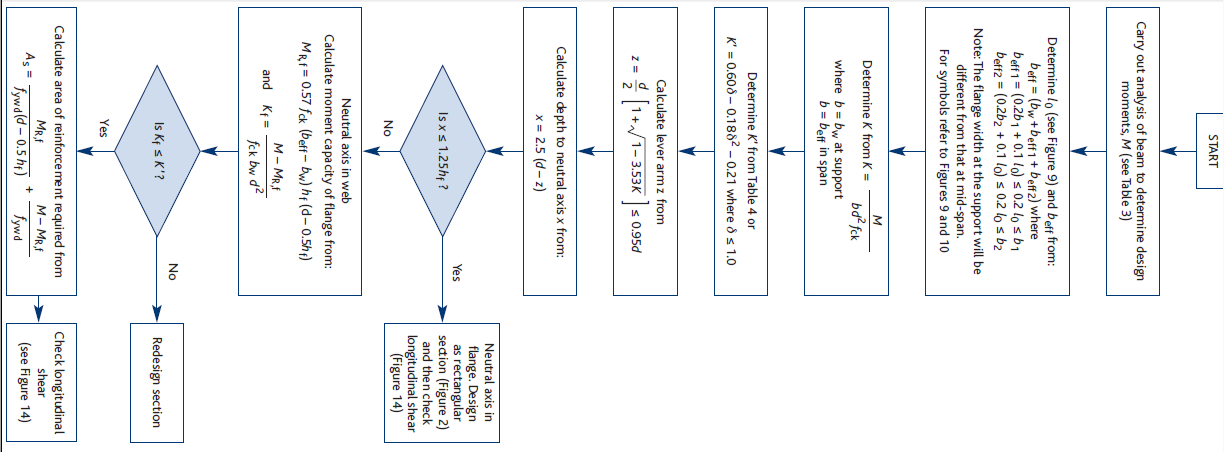 START
Carry out analysis of beam to determine design
moments, M (see Table 3)
Determine l0 (see Figure 9) and beff from:
beff = (bw + beff1 + beff2) where
beff1 = (0.2b1 + 0.1 l0) ≤ 0.2 l0 ≤ b1
beff2 = (0.2b2 + 0.1 l0) ≤ 0.2 l0 ≤ b2
Note: The flange width at the support will be
different from that at mid-span.
For symbols refer to Figures 9 and 10
Determine K from K = M / bd² fck
where b = bw at support
b = beff in span
Determine K' from Table 4 or
K' = 0.60δ – 0.18δ² – 0.21 where δ ≤ 1.0
Calculate lever arm z from
z = d/2 [1 + √1 – 3.53K] ≤ 0.95d
Calculate depth to neutral axis x from:
x = 2.5 (d – z)
Is x ≤ 1.25hf ?
Yes
Neutral axis in
flange. Design
as rectangular
section (Figure 2)
and then check
longitudinal shear
(Figure 14)
No
Neutral axis in web
Calculate moment capacity of flange from:
MR,f = 0.57 fck (beff – bw) hf (d – 0.5hf)
and Kf = M – MR,f / fck bw d²
Is Kf ≤ K'?
No
Redesign section
Yes
Calculate area of reinforcement required from
As = MR,f / fywd(d – 0.5hf) + M – MR,f / fywd
Check longitudinal
shear
(see Figure 14)